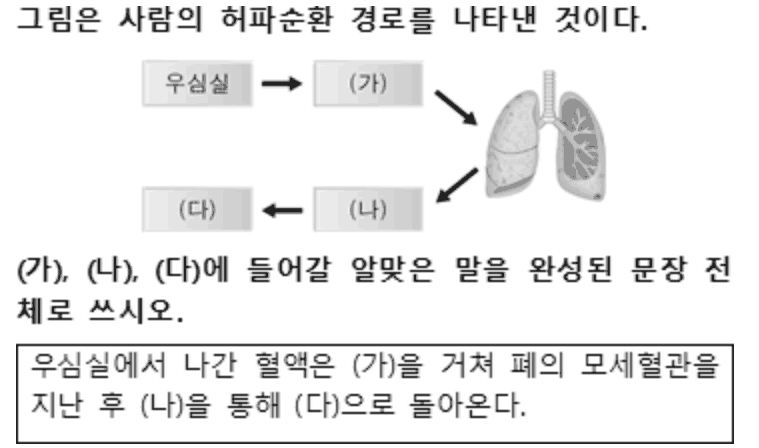 그림은 사람의 허파순환 경로를 나타낸 것이다.
우심실
(가)
(다)
(나)
(가), (나), (다)에 들어갈 알맞은 말을 완성된 문장 전
체로 쓰시오.
우심실에서 나간 혈액은 (가)을 거쳐 폐의 모세혈관을
지난 후 (나)을 통해 (다)으로 돌아온다.